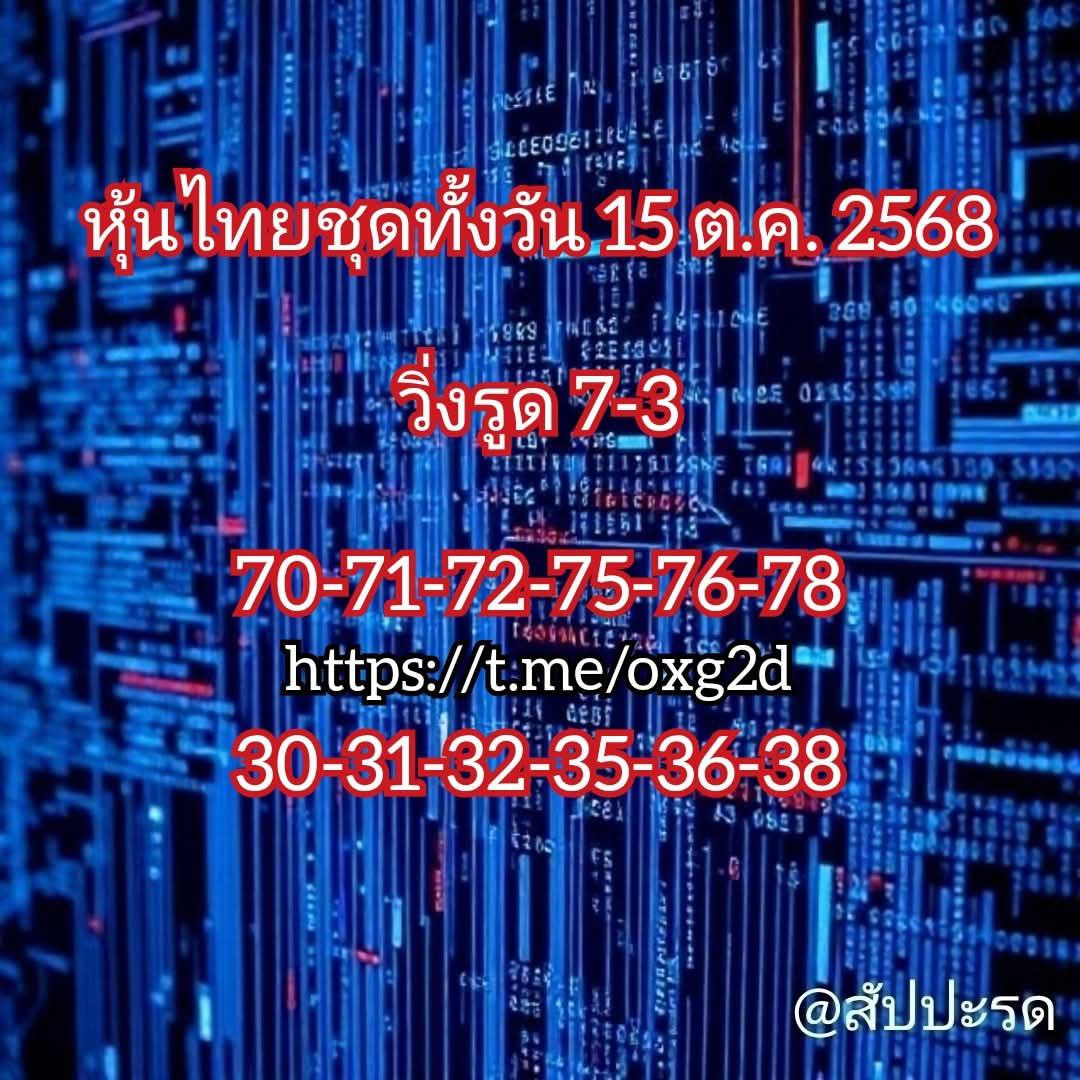 หุ้นไทยชุดทั้งวัน 15 ต.ค. 2568
วิ่งรูด 7-3
70-71-72-75-76-78
https://t.me/oxg2d
30-31-32-35-36-38
@สัปปะรด